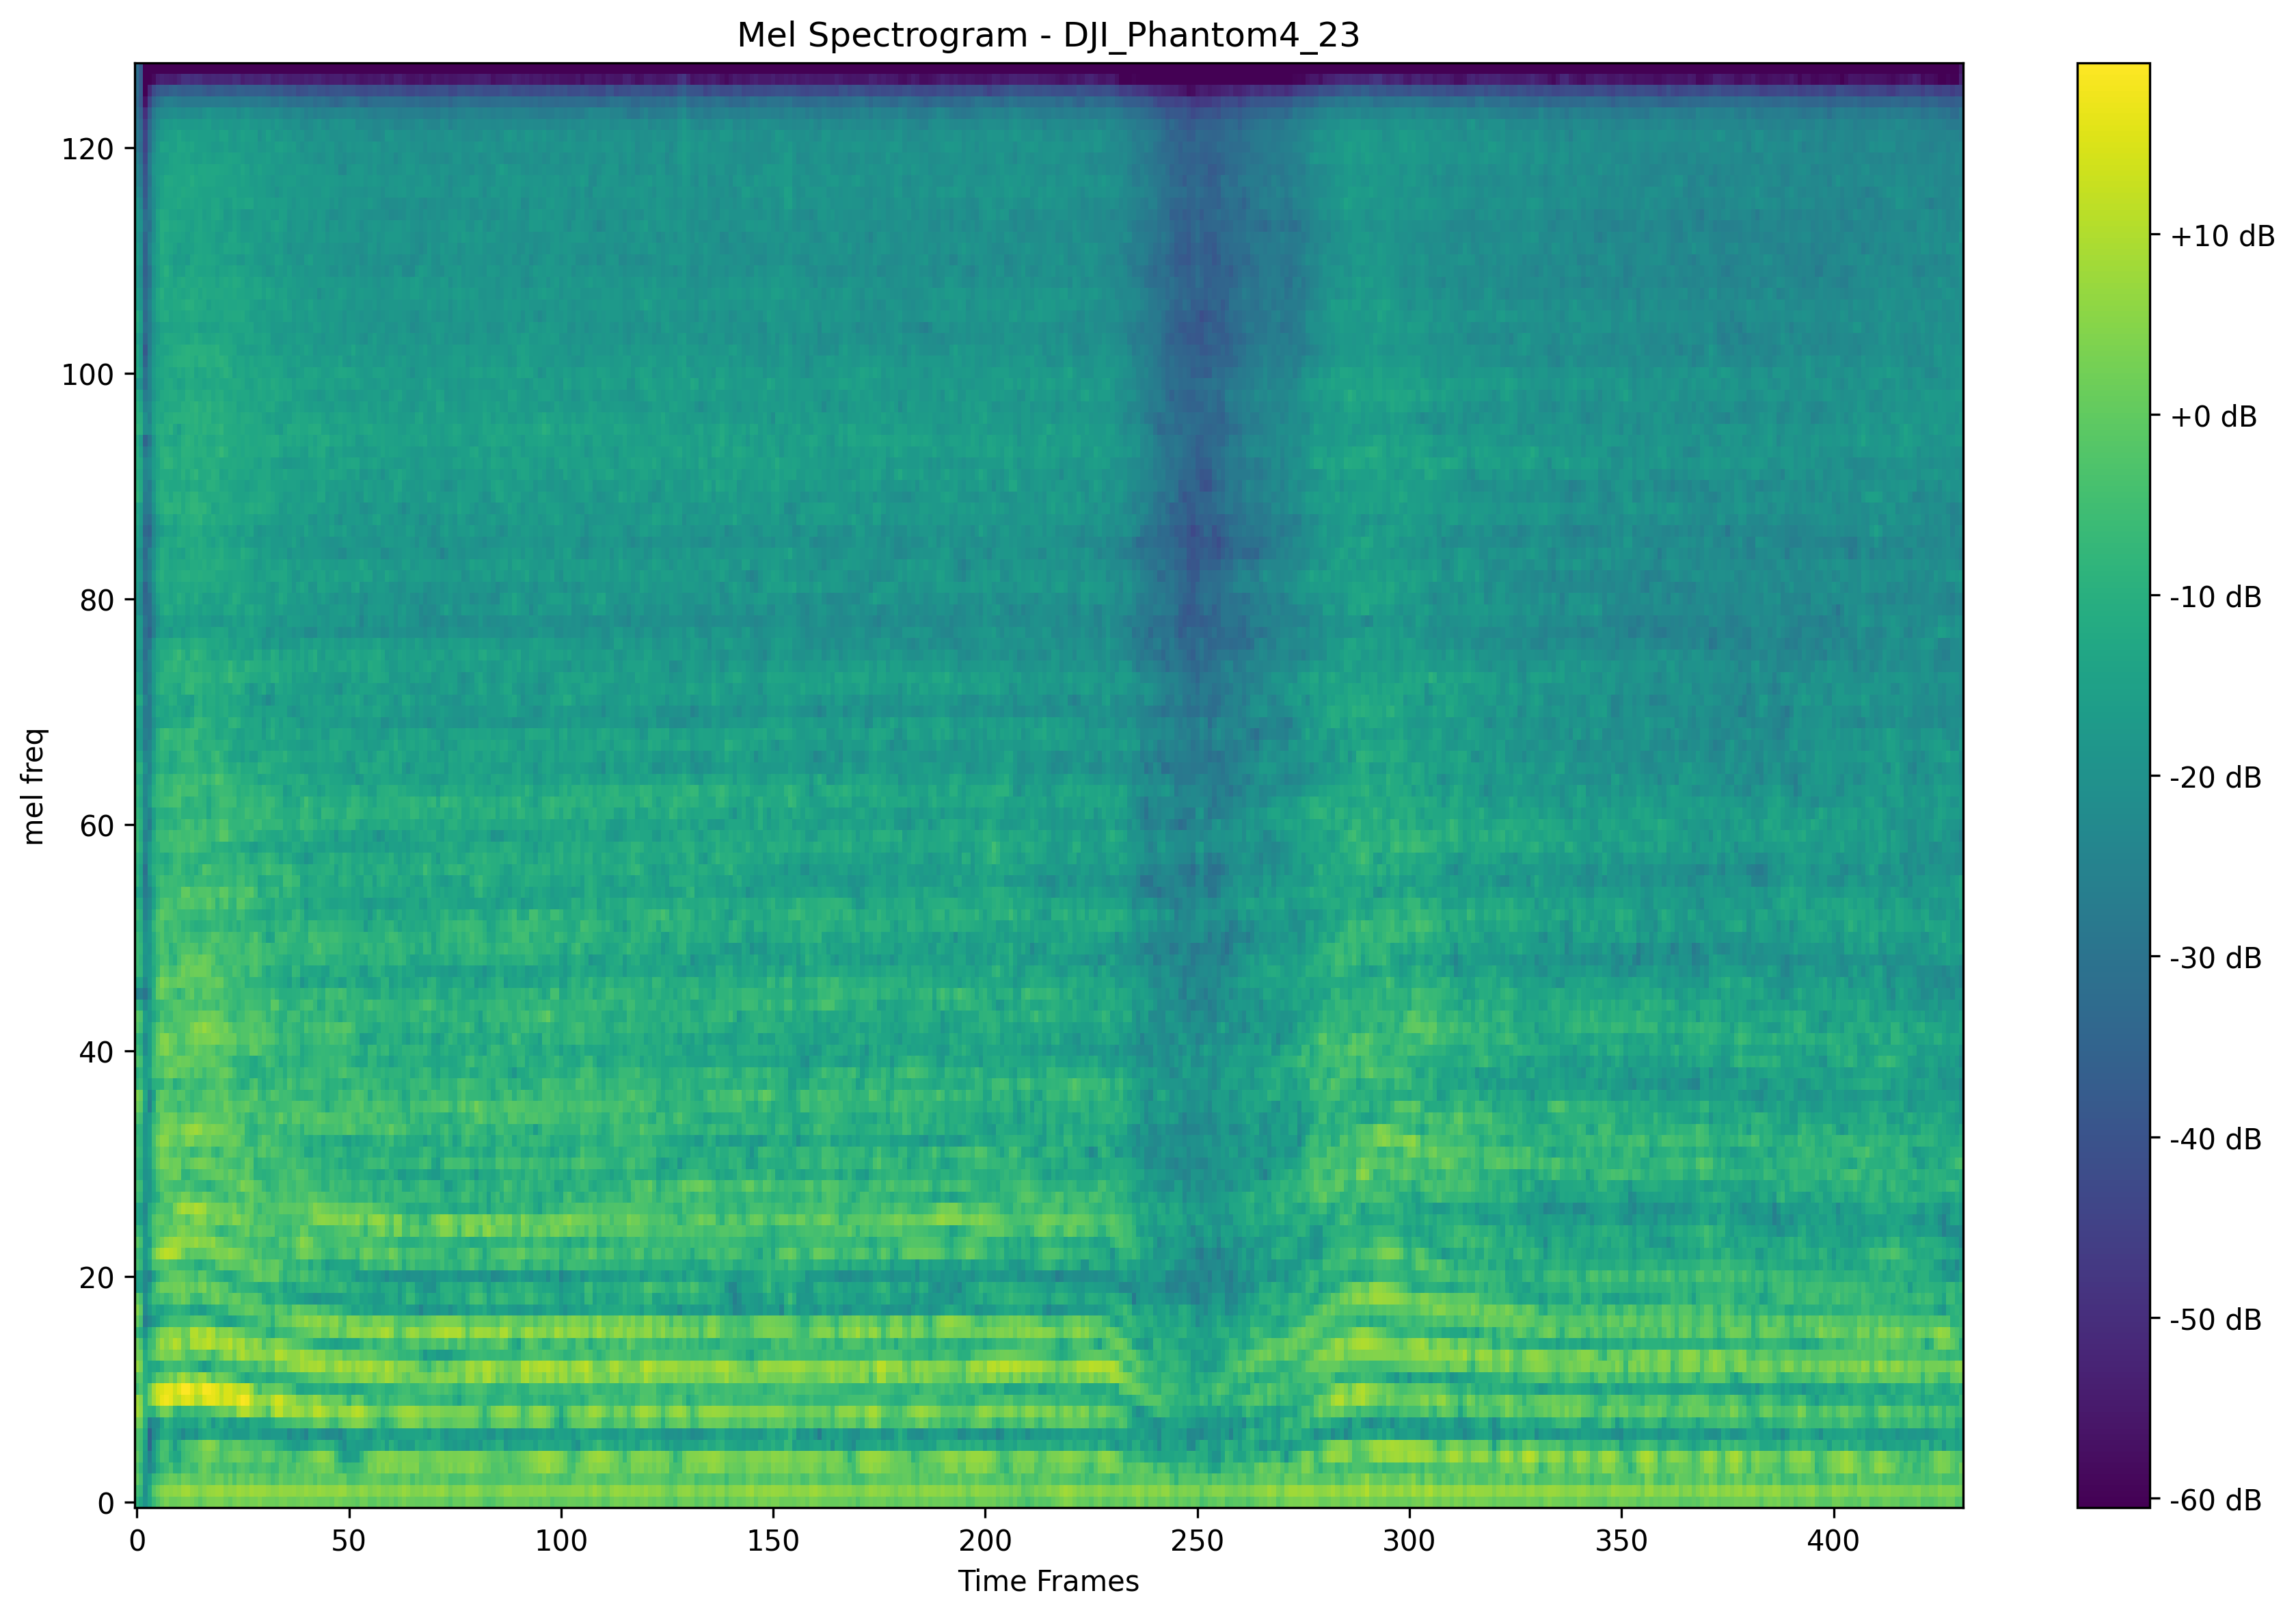 Mel Spectrogram - DJI_Phantom4_23
mel freq
120
100
80
60
40
20
0
0 50 100 150 200 250 300 350 400
Time Frames
+10 dB
+0 dB
-10 dB
-20 dB
-30 dB
-40 dB
-50 dB
-60 dB